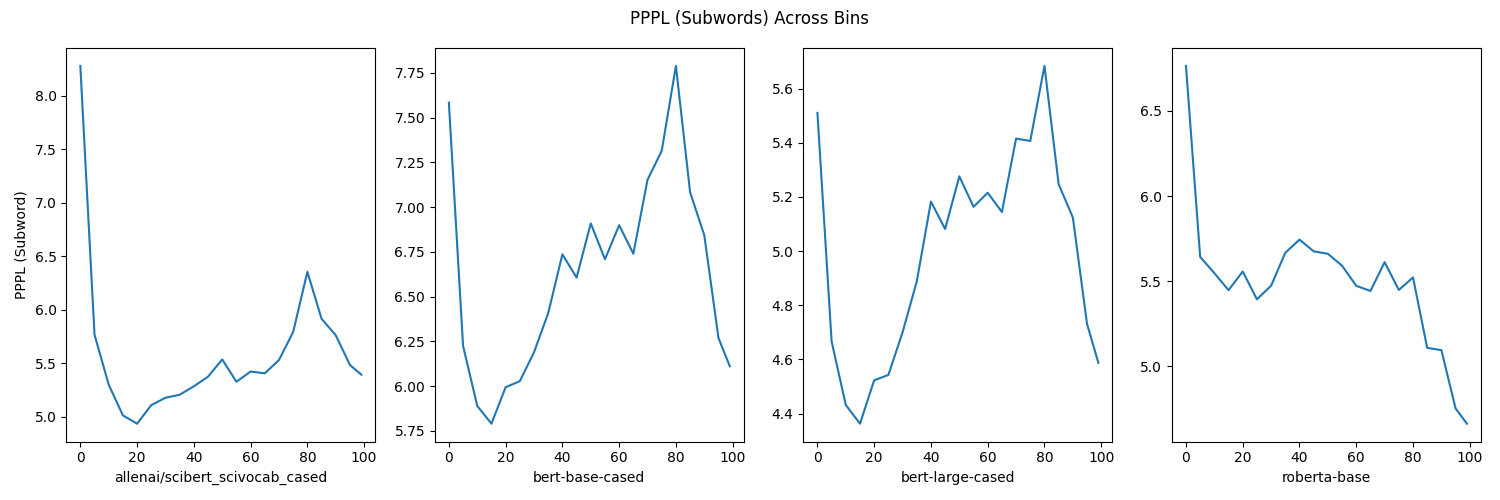 PPPL (Subwords) Across Bins
PPPL (Subword)
8.0
7.5
7.0
6.5
6.0
5.5
5.0
0 20 40 60 80 100
allenai/scibert_scivocab_cased
7.75
7.50
7.25
7.00
6.75
6.50
6.25
6.00
5.75
0 20 40 60 80 100
bert-base-cased
5.6
5.4
5.2
5.0
4.8
4.6
4.4
0 20 40 60 80 100
bert-large-cased
6.5
6.0
5.5
5.0
0 20 40 60 80 100
roberta-base